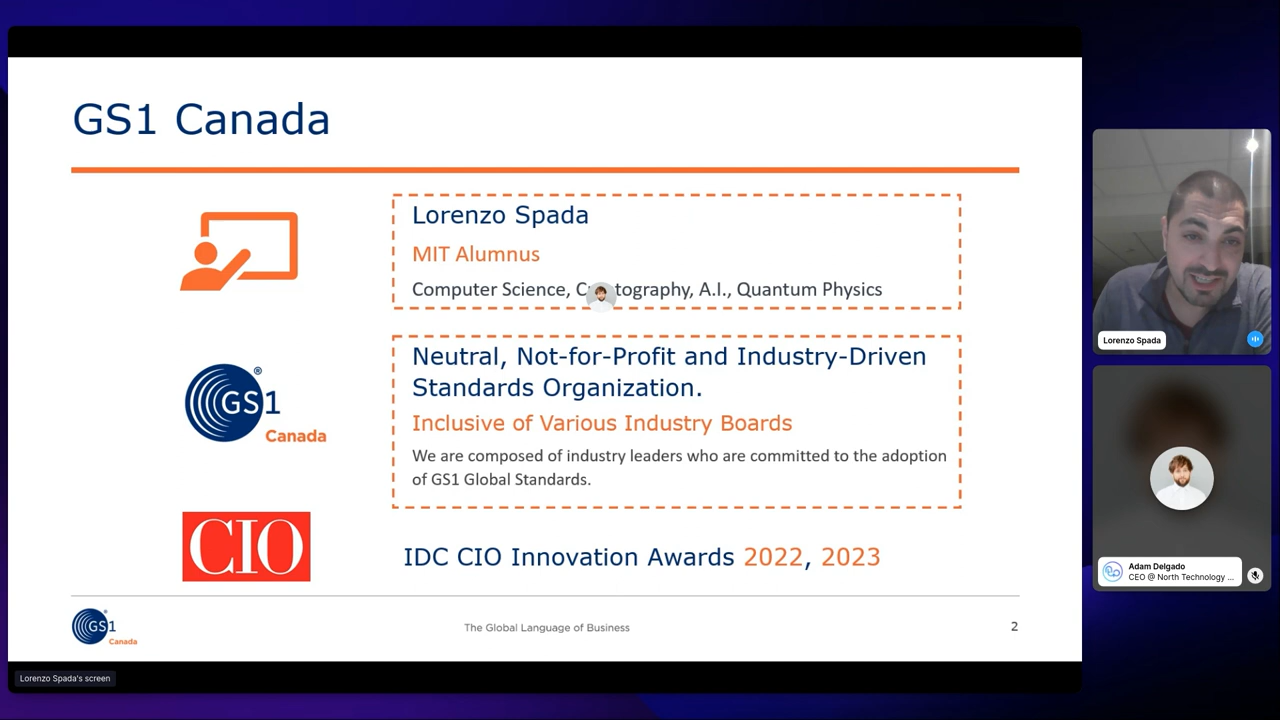 GS1 Canada
Lorenzo Spada
MIT Alumnus
Computer Science, tography, A.I., Quantum Physics
GS1
®
Canada
Neutral, Not-for-Profit and Industry-Driven
Standards Organization.
Inclusive of Various Industry Boards
We are composed of industry leaders who are committed to the adoption
of GS1 Global Standards.
CIO
IDC CIO Innovation Awards 2022, 2023
GS1
Canada
The Global Language of Business
2
Lorenzo Spada's screen
Lorenzo Spada
Adam Delgado
CEO @ North Technology ...